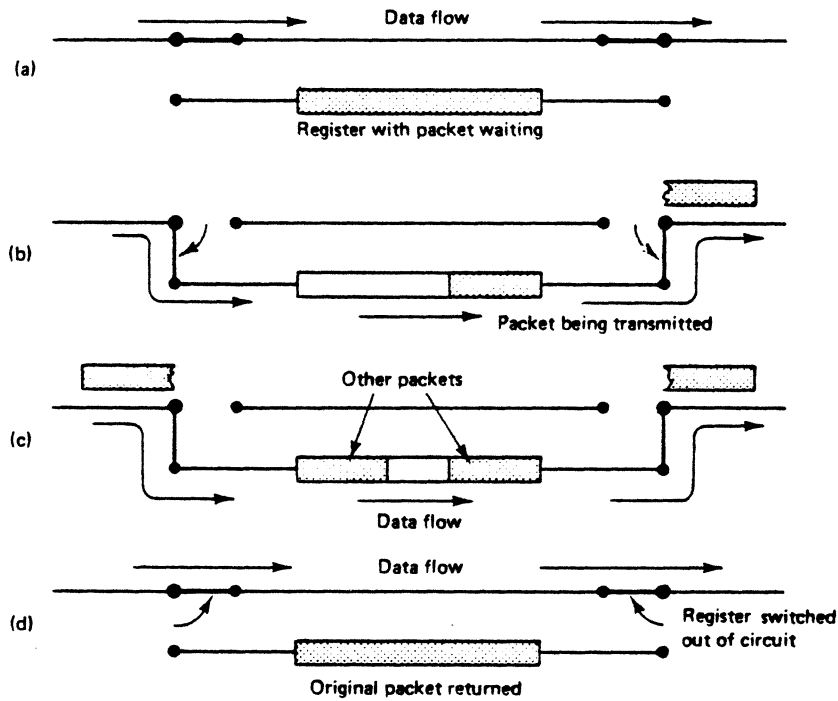 Data flow
(a)
Register with packet waiting
(b)
Packet being transmitted
Other packets
(c)
Data flow
Data flow
(d)
Register switched
out of circuit
Original packet returned